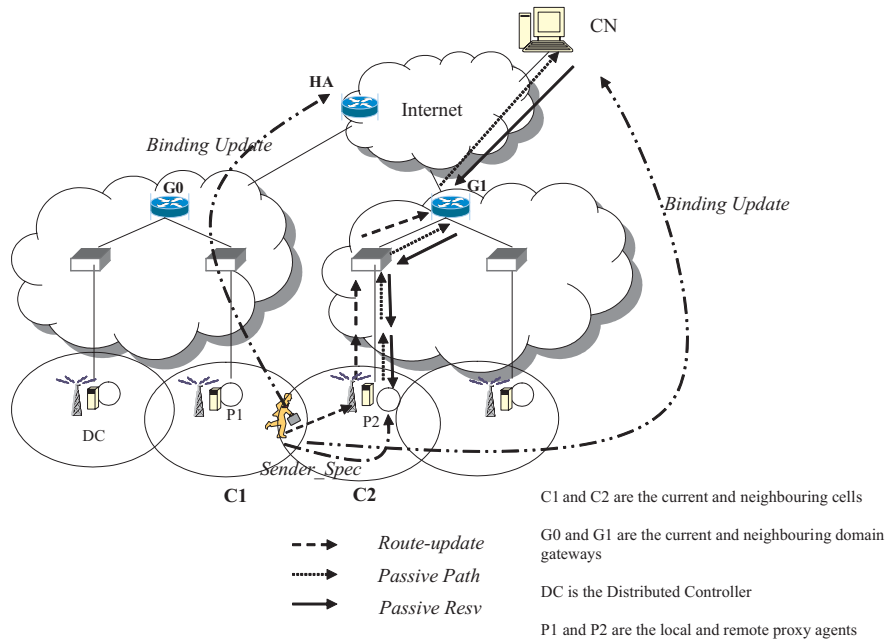 CN
HA
Internet
Binding Update
G0
G1
Binding Update
P1
P2
DC
Sender_Spec
C1
C2
C1 and C2 are the current and neighbouring cells
Route-update
G0 and G1 are the current and neighbouring domain
gateways
Passive Path
DC is the Distributed Controller
Passive Resv
P1 and P2 are the local and remote proxy agents